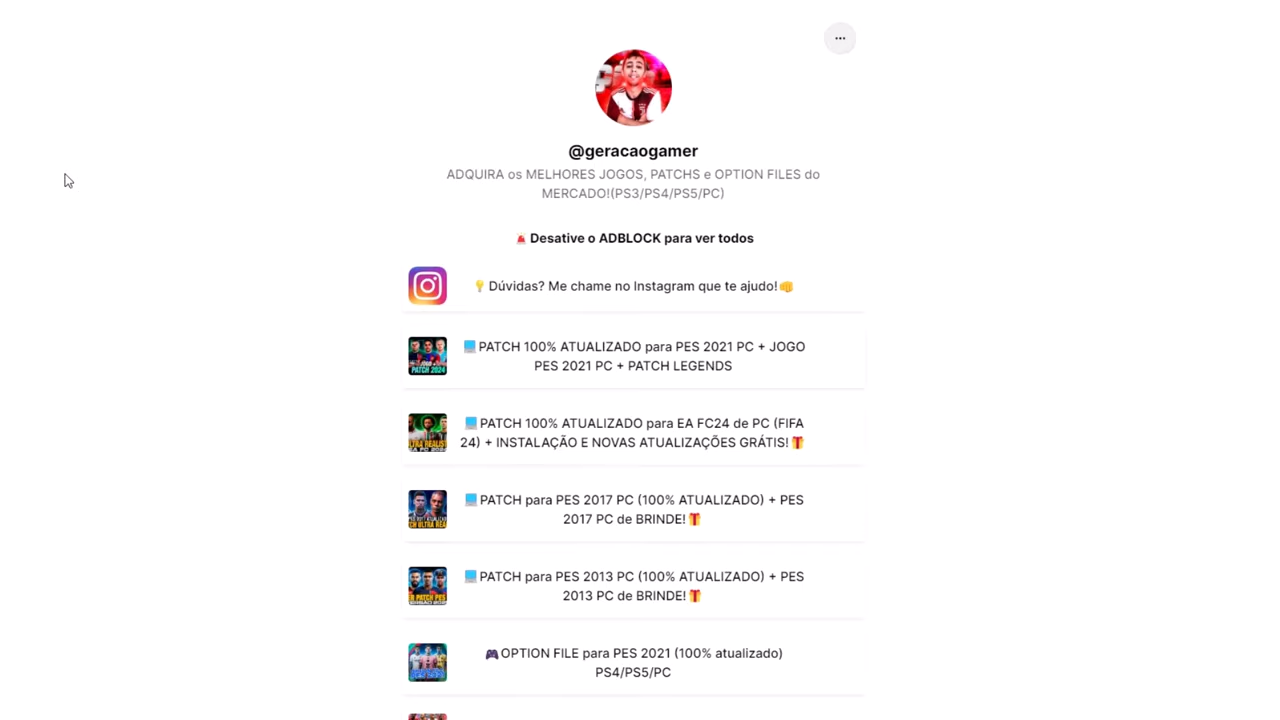 @geracaogamer
ADQUIRA os MELHORES JOGOS, PATCHS e OPTION FILES do
MERCADO!(PS3/PS4/PS5/PC)
🚨 Desative o ADBLOCK para ver todos
💡Dúvidas? Me chame no Instagram que te ajudo!👊
💻PATCH 100% ATUALIZADO para PES 2021 PC + JOGO
PES 2021 PC + PATCH LEGENDS
PATCH 2024
💻PATCH 100% ATUALIZADO para EA FC24 de PC (FIFA
24) + INSTALAÇÃO E NOVAS ATUALIZAÇÕES GRÁTIS!🎁
💻PATCH para PES 2017 PC (100% ATUALIZADO) + PES
2017 PC de BRINDE!🎁
💻PATCH para PES 2013 PC (100% ATUALIZADO) + PES
2013 PC de BRINDE!🎁
🎮OPTION FILE para PES 2021 (100% atualizado)
PS4/PS5/PC